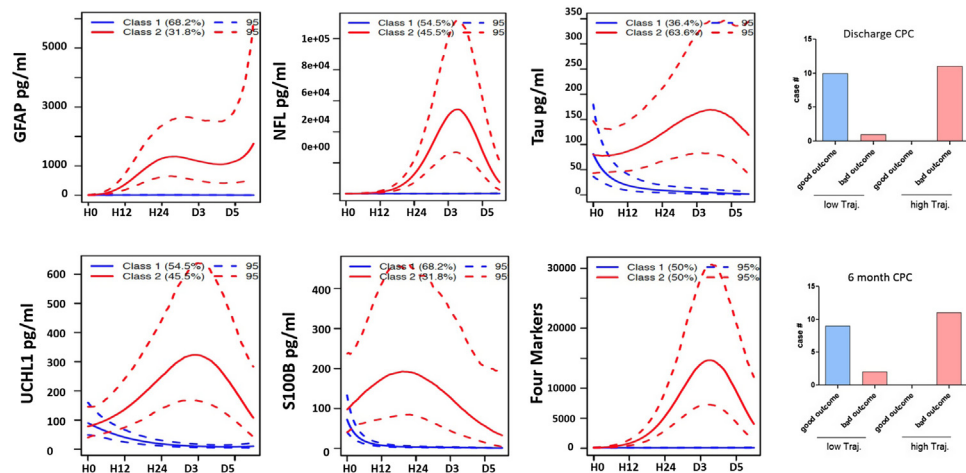 GFAP pg/ml
Class 1 (68.2%) 95
Class 2 (31.8%) 95
5000
3000
1000
0
H0 H12 H24 D3 D5
NFL pg/ml
Class 1 (54.5%) 95
Class 2 (45.5%) 95
1e+05
6e+04
2e+04
0e+00
H0 H12 H24 D3 D5
Tau pg/ml
Class 1 (36.4%) 95
Class 2 (63.6%) 95
350
300
250
200
150
100
50
0
H0 H12 H24 D3 D5
Discharge CPC
case #
15
10
5
0
good outcome
bad outcome
good outcome
bad outcome
low Traj. high Traj.
UCHL1 pg/ml
Class 1 (54.5%) 95
Class 2 (45.5%) 95
600
500
400
300
200
100
0
H0 H12 H24 D3 D5
S100B pg/ml
Class 1 (68.2%) 95
Class 2 (31.8%) 95
400
300
200
100
0
H0 H12 H24 D3 D5
Four Markers
Class 1 (50%) 95%
Class 2 (50%) 95%
30000
20000
10000
5000
0
H0 H12 H24 D3 D5
6 month CPC
case #
15
10
5
0
good outcome
bad outcome
good outcome
bad outcome
low Traj. high Traj.